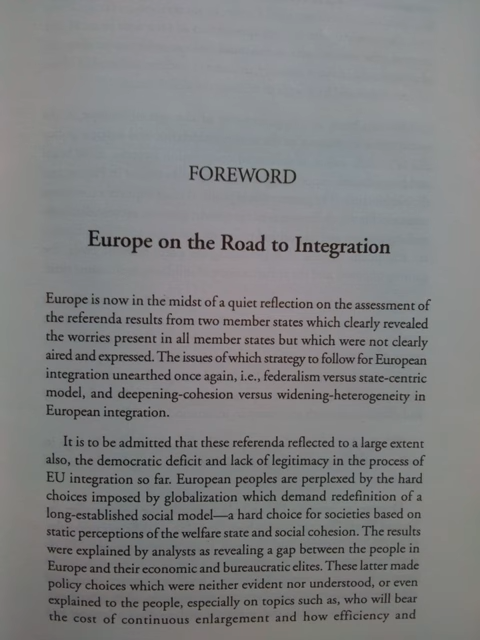 FOREWORD
Europe on the Road to Integration
Europe is now in the midst of a quiet reflection on the assessment of
the referenda results from two member states which clearly revealed
the worries present in all member states but which were not clearly
aired and expressed. The issues of which strategy to follow for European
integration unearthed once again, i.e., federalism versus state-centric
model, and deepening-cohesion versus widening-heterogeneity in
European integration.
It is to be admitted that these referenda reflected to a large extent
also, the democratic deficit and lack of legitimacy in the process of
EU integration so far. European peoples are perplexed by the hard
choices imposed by globalization which demand redefinition of a
long-established social model—a hard choice for societies based on
static perceptions of the welfare state and social cohesion. The results
were explained by analysts as revealing a gap between the people in
Europe and their economic and bureaucratic elites. These latter made
policy choices which were neither evident nor understood, or even
explained to the people, especially on topics such as, who will bear
the cost of continuous enlargement and how efficiency and